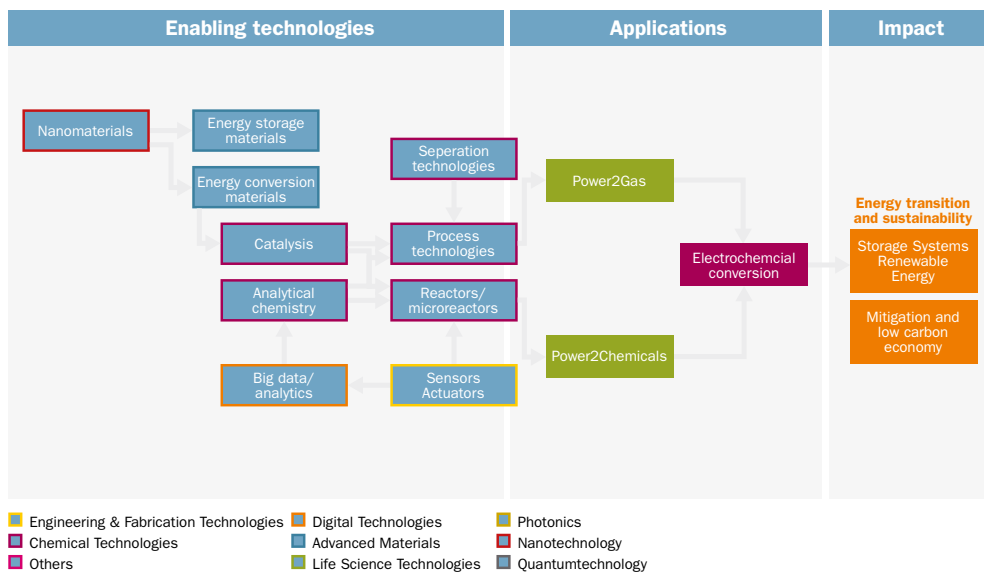 Enabling technologies
Applications
Impact
Nanomaterials
Energy storage
materials
Energy conversion
materials
Seperation
technologies
Catalysis
Process
technologies
Analytical
chemistry
Reactors/
microreactors
Big data/
analytics
Sensors
Actuators
Power2Gas
Power2Chemicals
Electrochemcial
conversion
Energy transition
and sustainability
Storage Systems
Renewable
Energy
Mitigation and
low carbon
economy
Engineering & Fabrication Technologies
Digital Technologies
Photonics
Chemical Technologies
Advanced Materials
Nanotechnology
Others
Life Science Technologies
Quantumtechnology